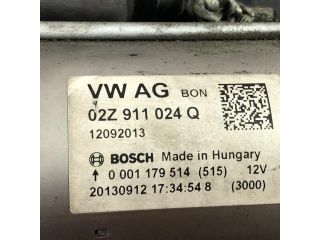 VW AG BON
02Z 911 024 Q
12092013
BOSCH Made in Hungary
↗ 0 001 179 514 (515) 12V
20130912 17:34:54 8 (3000)